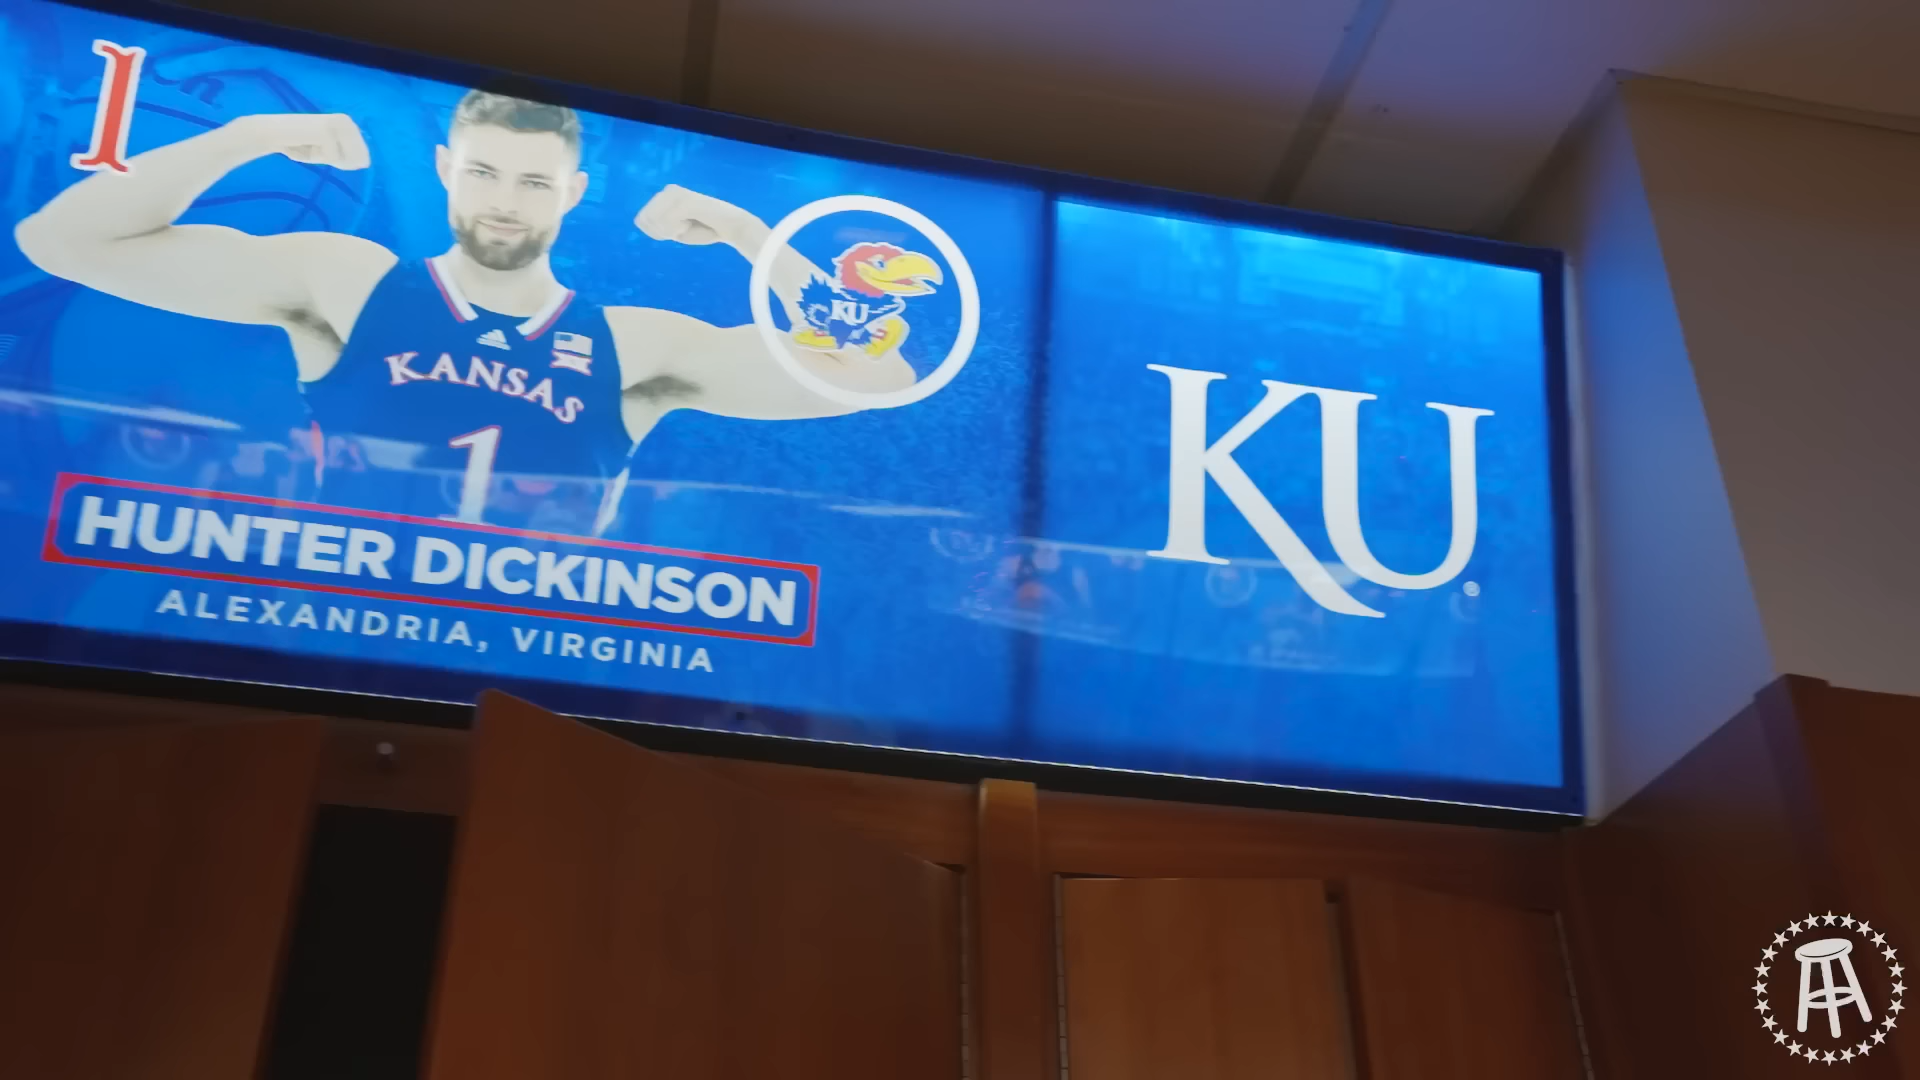 1
KU
KANSAS
1
HUNTER DICKINSON
ALEXANDRIA, VIRGINIA
KU®